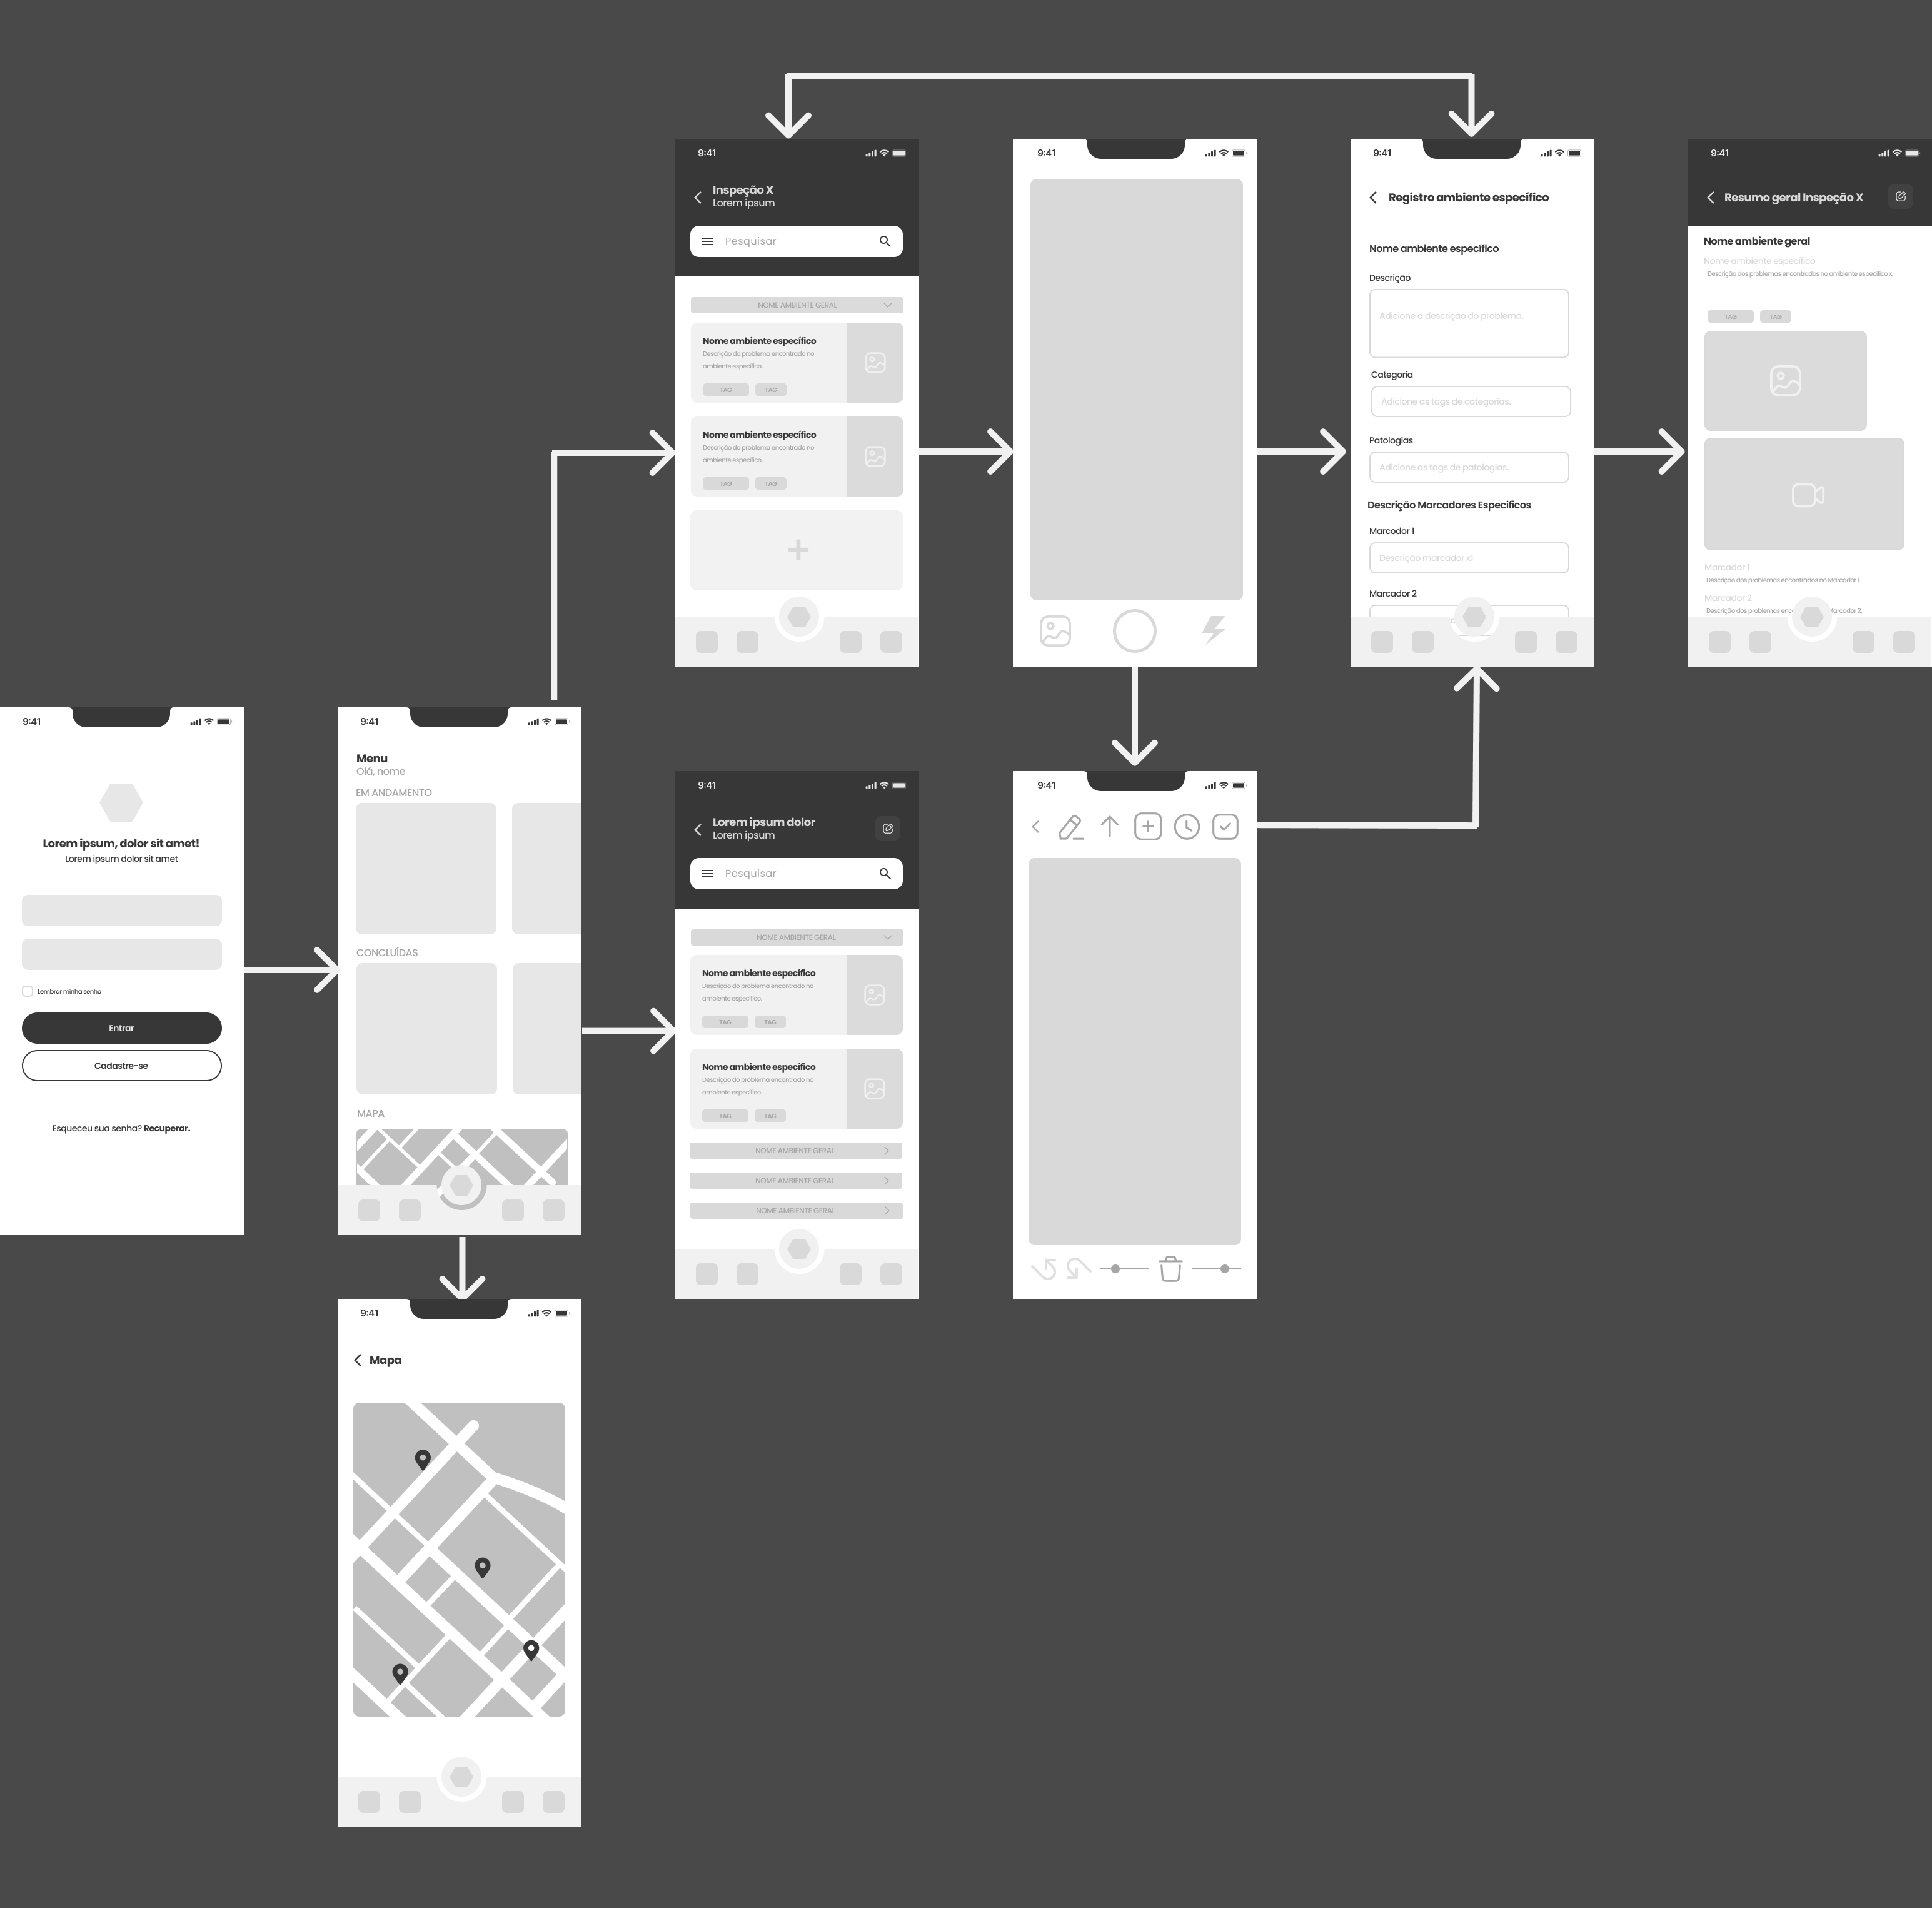 9:41
Inspeção X
Lorem ipsum
Pesquisar
NOME AMBIENTE GERAL
Nome ambiente específico
Descrição do problema encontrado no
ambiente específico.
TAG TAG
Nome ambiente específico
Descrição do problema encontrado no
ambiente específico.
TAG TAG
9:41
9:41
Registro ambiente específico
Nome ambiente específico
Descrição
Adicione a descrição do problema.
Categoria
Adicione as tags de categorias.
Patologias
Adicione as tags de patologias.
Descrição Marcadores Especificos
Marcodor 1
Descrição marcador x1
Marcador 2
9:41
Resumo geral Inspeção X
Nome ambiente geral
Nome ambiente específico
Descrição dos problemas encontrados no ambiente específico x.
TAG TAG
Marcador 1
Descrição dos problemas encontrados no Marcador 1.
Marcador 2
Descrição dos problemas enc arcador 2.
9:41
Lorem ipsum, dolor sit amet!
Lorem ipsum dolor sit amet
Lembrar minha senha
Entrar
Cadastre-se
Esqueceu sua senha? Recuperar.
9:41
Menu
Olá, nome
EM ANDAMENTO
CONCLUÍDAS
MAPA
9:41
Lorem ipsum dolor
Lorem ipsum
Pesquisar
NOME AMBIENTE GERAL
Nome ambiente específico
Descrição do problema encontrado no
ambiente específico.
TAG TAG
Nome ambiente específico
Descrição do problema encontrado no
ambiente específico.
TAG TAG
NOME AMBIENTE GERAL
NOME AMBIENTE GERAL
NOME AMBIENTE GERAL
9:41
9:41
Mapa